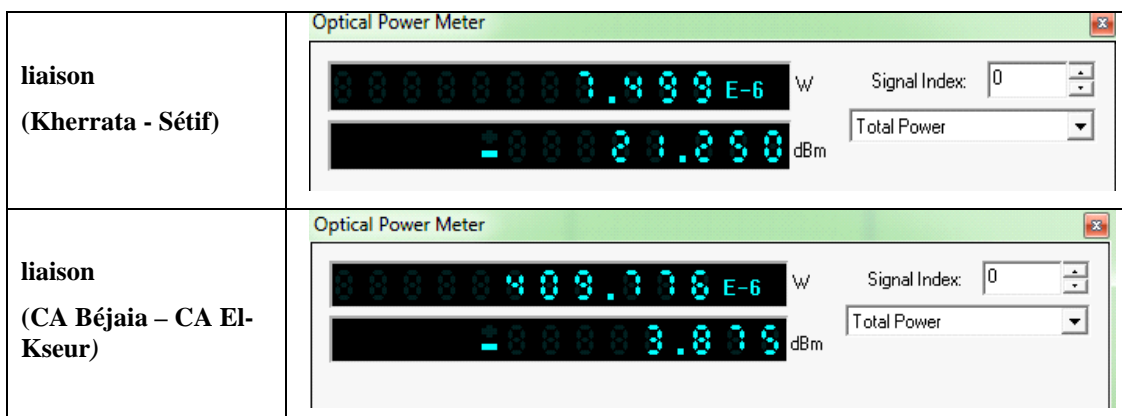 liaison
(Kherrata - Sétif)
Optical Power Meter
7.499 E-6 W
Signal Index: 0
- 21.250 dBm
Total Power
liaison
(CA Béjaia – CA El-
Kseur)
Optical Power Meter
409.776 E-6 W
Signal Index: 0
- 3.875 dBm
Total Power